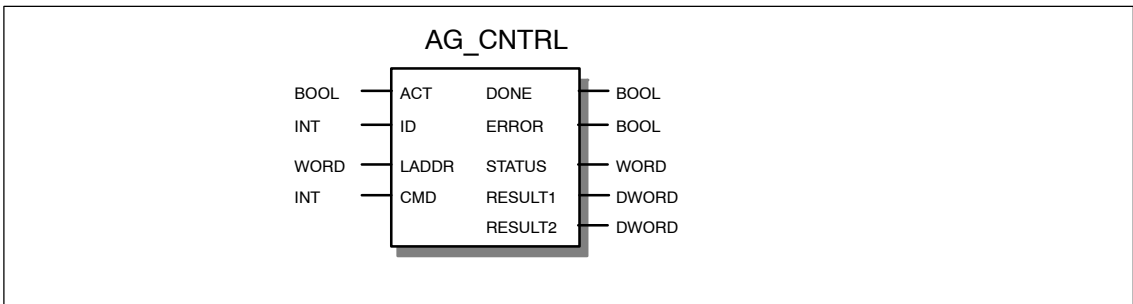 AG_CNTRL
BOOL ACT DONE BOOL
INT ID ERROR BOOL
WORD LADDR STATUS WORD
INT CMD RESULT1 DWORD
RESULT2 DWORD